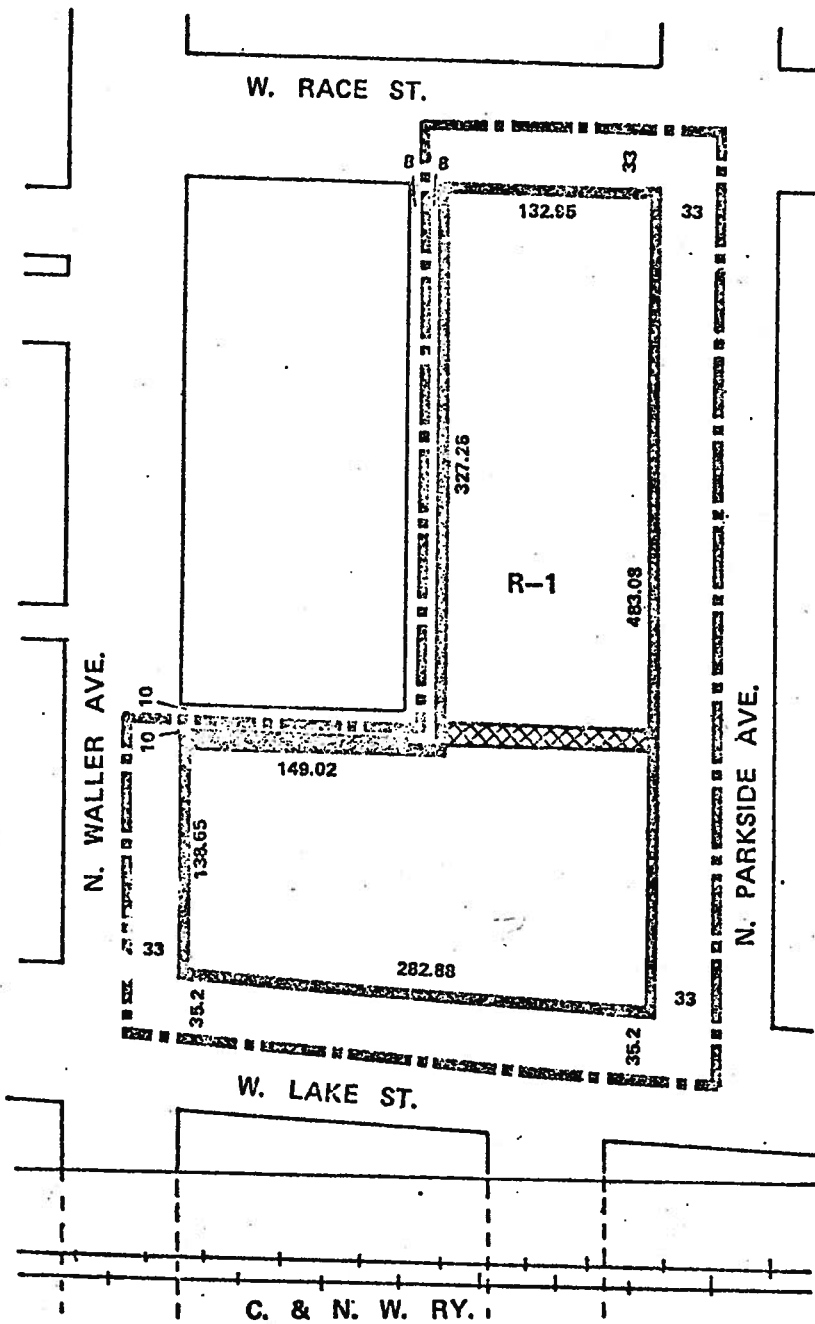 W. RACE ST.
8 8
33
132.95
33
327.26
R-1
483.08
N. WALLER AVE.
10
10
149.02
138.65
N. PARKSIDE AVE.
33
282.88
33
35.2
35.2
W. LAKE ST.
C. & N. W. RY.